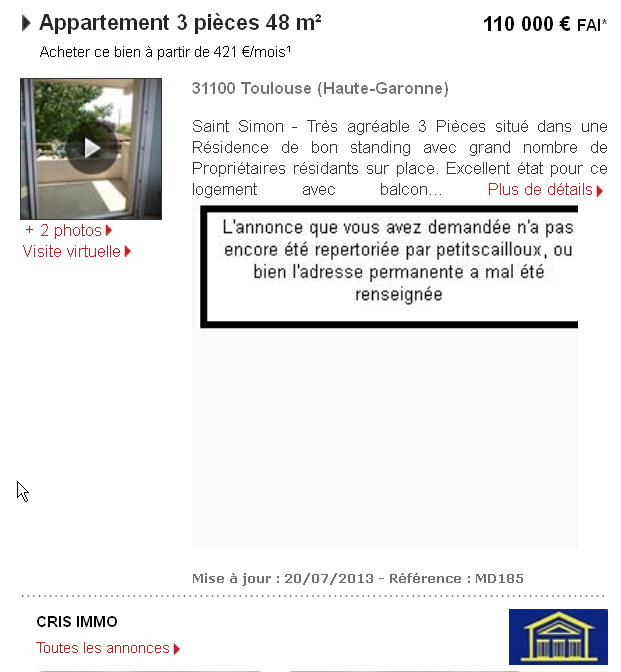 Appartement 3 pièces 48 m²
110 000 € FAI*
Acheter ce bien à partir de 421 €/mois¹
31100 Toulouse (Haute-Garonne)
Saint Simon - Très agréable 3 Pièces situé dans une
Résidence de bon standing avec grand nombre de
Propriétaires résidants sur place. Excellent état pour ce
logement avec balcon... Plus de détails
+ 2 photos
Visite virtuelle
L'annonce que vous avez demandée n'a pas
encore été repertoriée par petitscailloux, ou
bien l'adresse permanente a mal été
renseignée
Mise à jour : 20/07/2013 - Référence : MD185
CRIS IMMO
Toutes les annonces